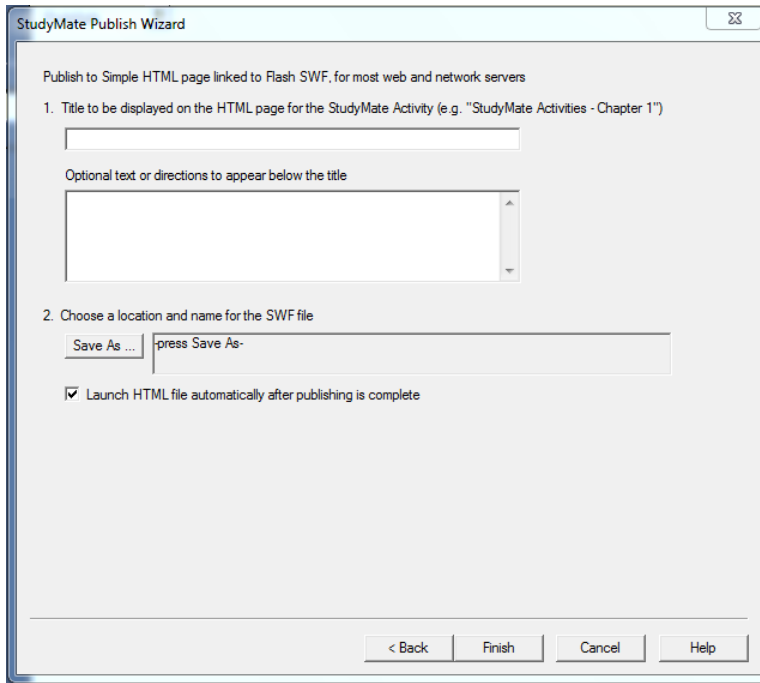 StudyMate Publish Wizard
Publish to Simple HTML page linked to Flash SWF, for most web and network servers
1. Title to be displayed on the HTML page for the StudyMate Activity (e.g. "StudyMate Activities - Chapter 1")
Optional text or directions to appear below the title
2. Choose a location and name for the SWF file
Save As ... -press Save As-
Launch HTML file automatically after publishing is complete
< Back Finish Cancel Help